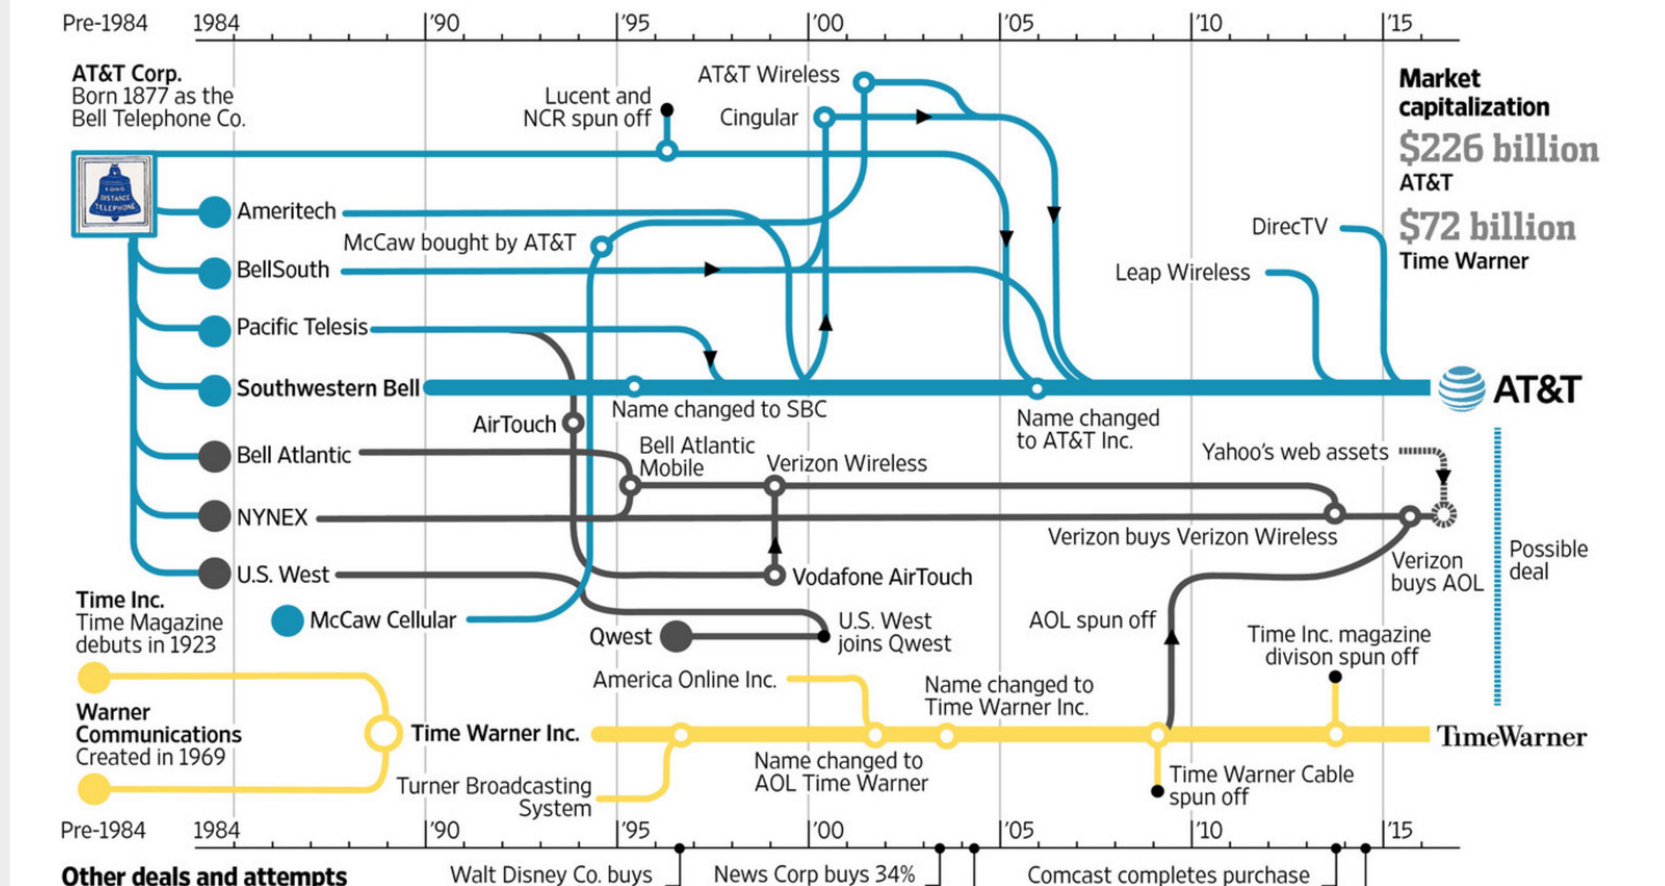 Pre-1984 1984 '90 '95 '00 '05 '10 '15
AT&T Corp.
Born 1877 as the
Bell Telephone Co.
LONG
DISTANCE
TELEPHONE
Lucent and
NCR spun off
AT&T Wireless
Cingular
Market
capitalization
$226 billion
AT&T
$72 billion
Time Warner
Ameritech
McCaw bought by AT&T
BellSouth
Pacific Telesis
Southwestern Bell
DirecTV
Leap Wireless
AT&T
Name changed to SBC
Name changed
to AT&T Inc.
AirTouch
Bell Atlantic
Bell Atlantic
Mobile
Verizon Wireless
Yahoo's web assets
NYNEX
Verizon buys Verizon Wireless
Verizon
buys AOL
Possible
deal
U.S. West
Vodafone AirTouch
Time Inc.
Time Magazine
debuts in 1923
McCaw Cellular
Qwest
U.S. West
joins Qwest
AOL spun off
Time Inc. magazine
divison spun off
America Online Inc.
Name changed to
Time Warner Inc.
Warner
Communications
Created in 1969
Time Warner Inc.
TimeWarner
Name changed to
AOL Time Warner
Turner Broadcasting
System
Time Warner Cable
spun off
Pre-1984 1984 '90 '95 '00 '05 '10 '15
Other deals and attempts
Walt Disney Co. buys
News Corp buys 34%
Comcast completes purchase